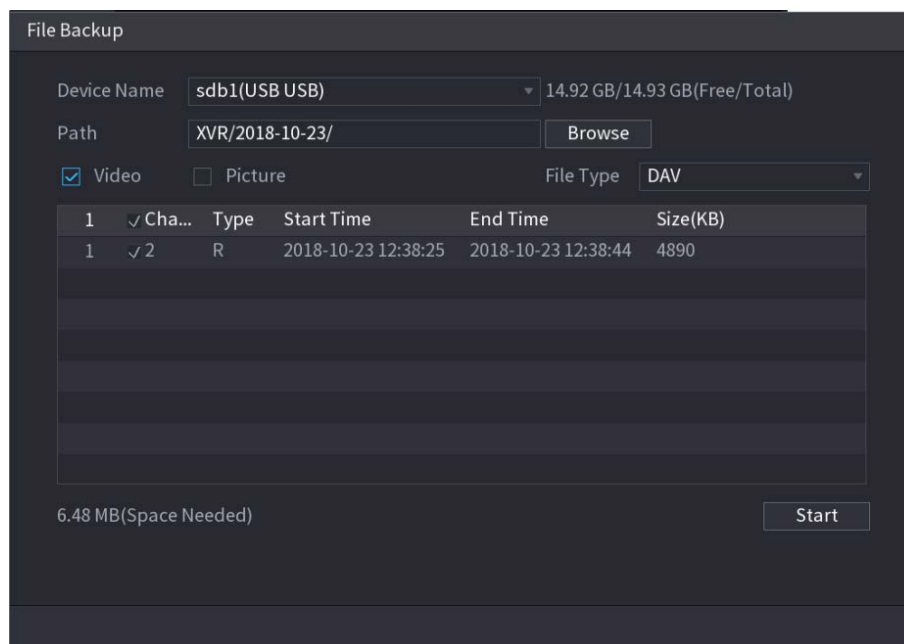 File Backup
Device Name sdb1(USB USB) 14.92 GB/14.93 GB(Free/Total)
Path XVR/2018-10-23/ Browse
Video Picture File Type DAV
1 Cha... Type Start Time End Time Size(KB)
1 2 R 2018-10-23 12:38:25 2018-10-23 12:38:44 4890
6.48 MB(Space Needed) Start